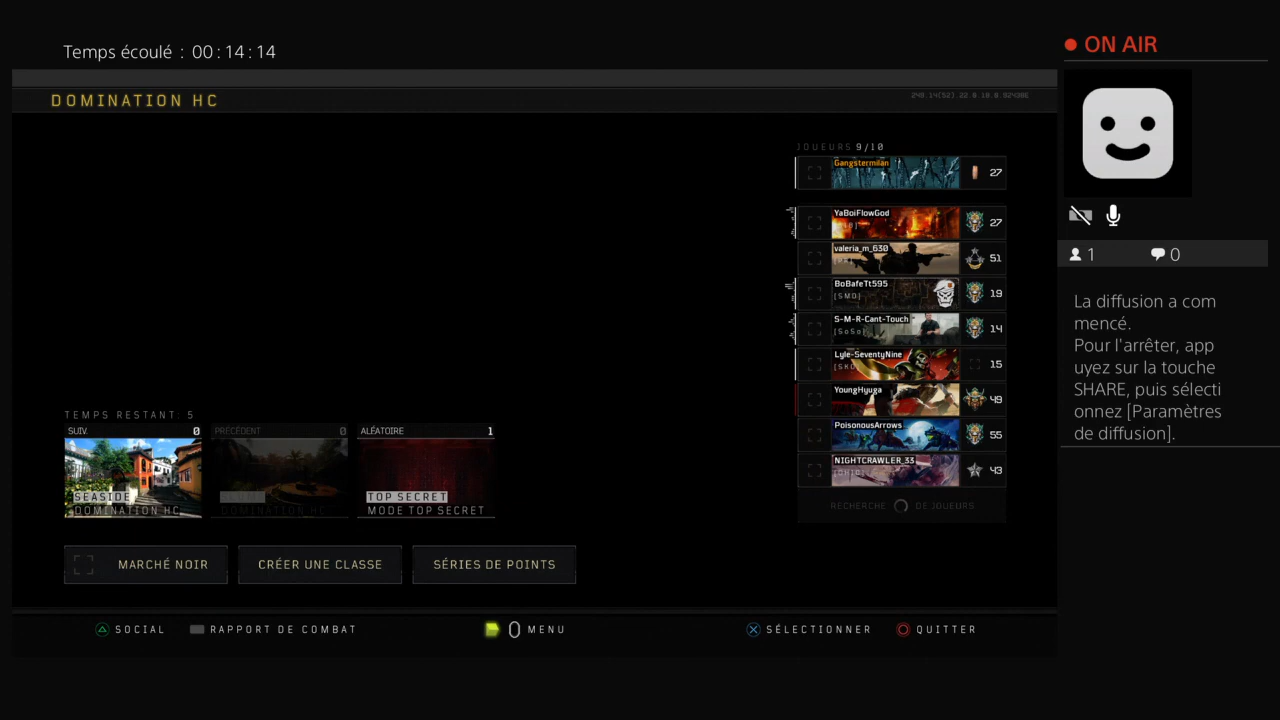 Temps écoulé : 00:14:14
ON AIR
DOMINATION HC
JOUEURS 9/10
Gangstermilan
27
YaBoiFlowGod
27
valeria_m_630
51
BoBafeTt595
[SMD]
19
S-M-R-Cant-Touch
[SoSo]
14
Lyle-SeventyNine
15
YoungHyuga
49
PoisonousArrows
55
NIGHTCRAWLER_33
[OHIO]
43
RECHERCHE DE JOUEURS
1
0
La diffusion a com
mencé.
Pour l'arrêter, app
uyez sur la touche
SHARE, puis sélecti
onnez [Paramètres
de diffusion].
TEMPS RESTANT: 5
SUIV. 0
PRÉCÉDENT 0
ALÉATOIRE 1
SEASIDE
DOMINATION HC
DOMINATION HC
TOP SECRET
MODE TOP SECRET
MARCHÉ NOIR
CRÉER UNE CLASSE
SÉRIES DE POINTS
SOCIAL
RAPPORT DE COMBAT
0 MENU
SÉLECTIONNER
QUITTER